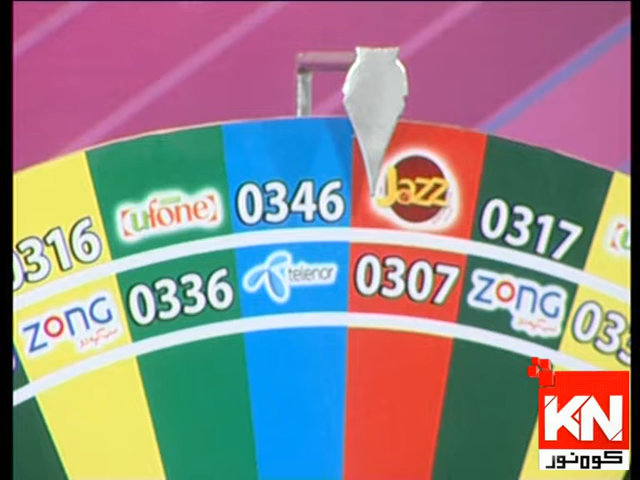 0316
ufone
0346
Jazz
0317
ZONG
0336
telenor
0307
ZONG
KN
کوہ نور